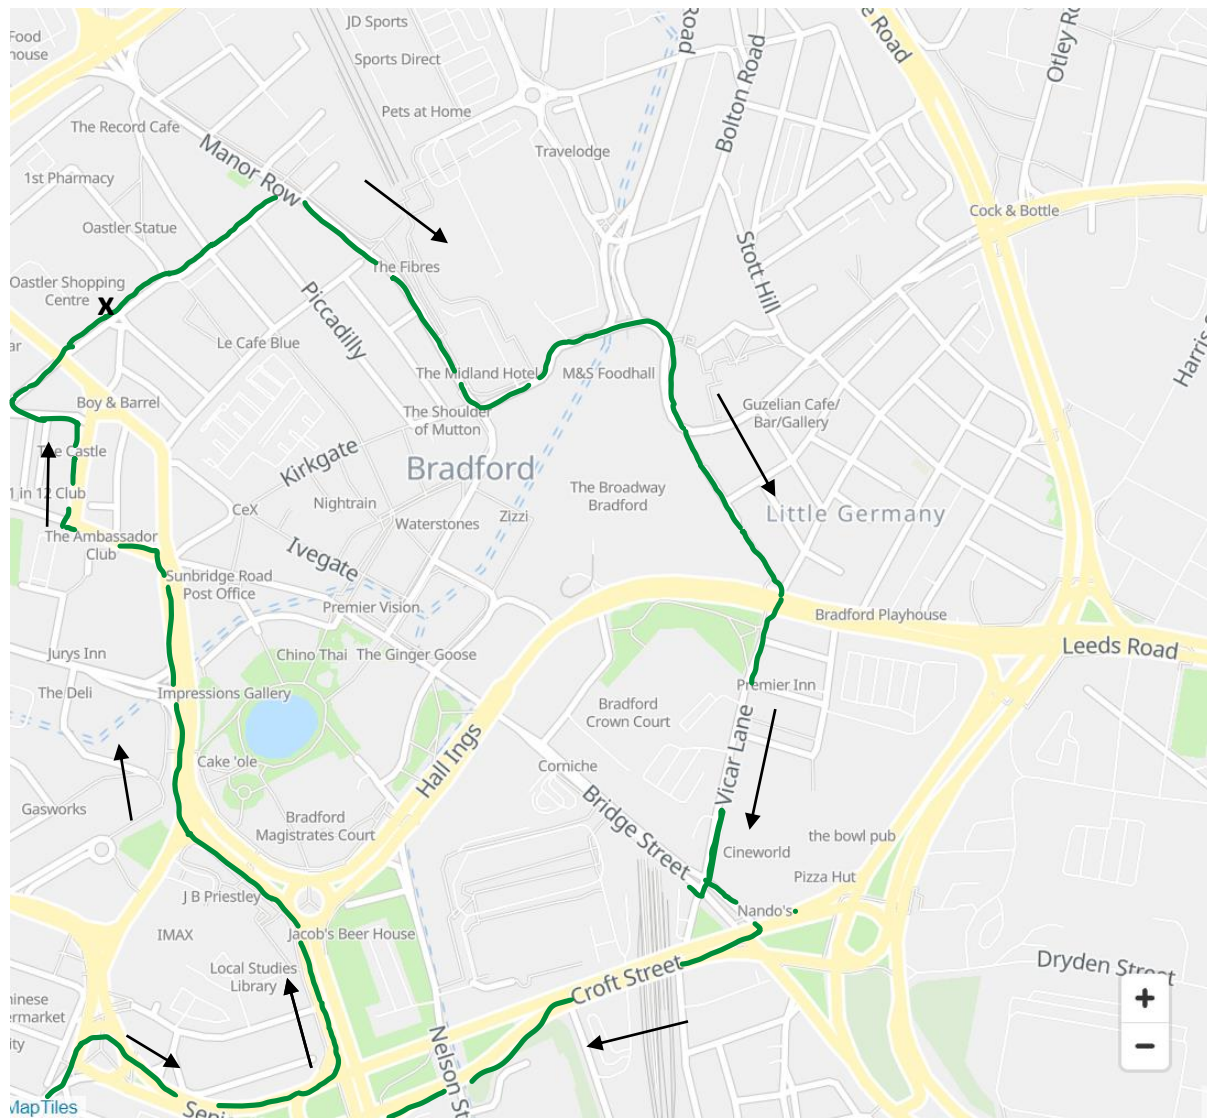 Food
house
JD Sports
Sports Direct
Pets at Home
Road
Bolton Road
e Road
Otley Ro
The Record Cafe
Manor Row
Travelodge
1st Pharmacy
Oastler Statue
Cock & Bottle
Stott Hill
The Fibres
Oastler Shopping
Centre
X
Piccadilly
Harris
ar
Le Cafe Blue
The Midland Hotel
M&S Foodhall
Boy & Barrel
The Shoulder
of Mutton
Guzelian Cafe/
Bar/Gallery
The Castle
Kirkgate
Bradford
1 in 12 Club
CeX
Nightrain
Waterstones
Zizzi
The Broadway
Bradford
Little Germany
The Ambassador
Club
Ivegate
Sunbridge Road
Post Office
Premier Vision
Bradford Playhouse
Leeds Road
Jurys Inn
Chino Thai
The Ginger Goose
The Deli
Impressions Gallery
Premier Inn
Bradford
Crown Court
Hall Ings
Vicar Lane
Cake 'ole
Corniche
Gasworks
Bradford
Magistrates Court
Bridge Street
the bowl pub
Cineworld
Pizza Hut
J B Priestley
Nando's
IMAX
Jacob's Beer House
Local Studies
Library
Croft Street
Dryden Street
hinese
ermarket
ity
+
−
Nelson St
MapTiles